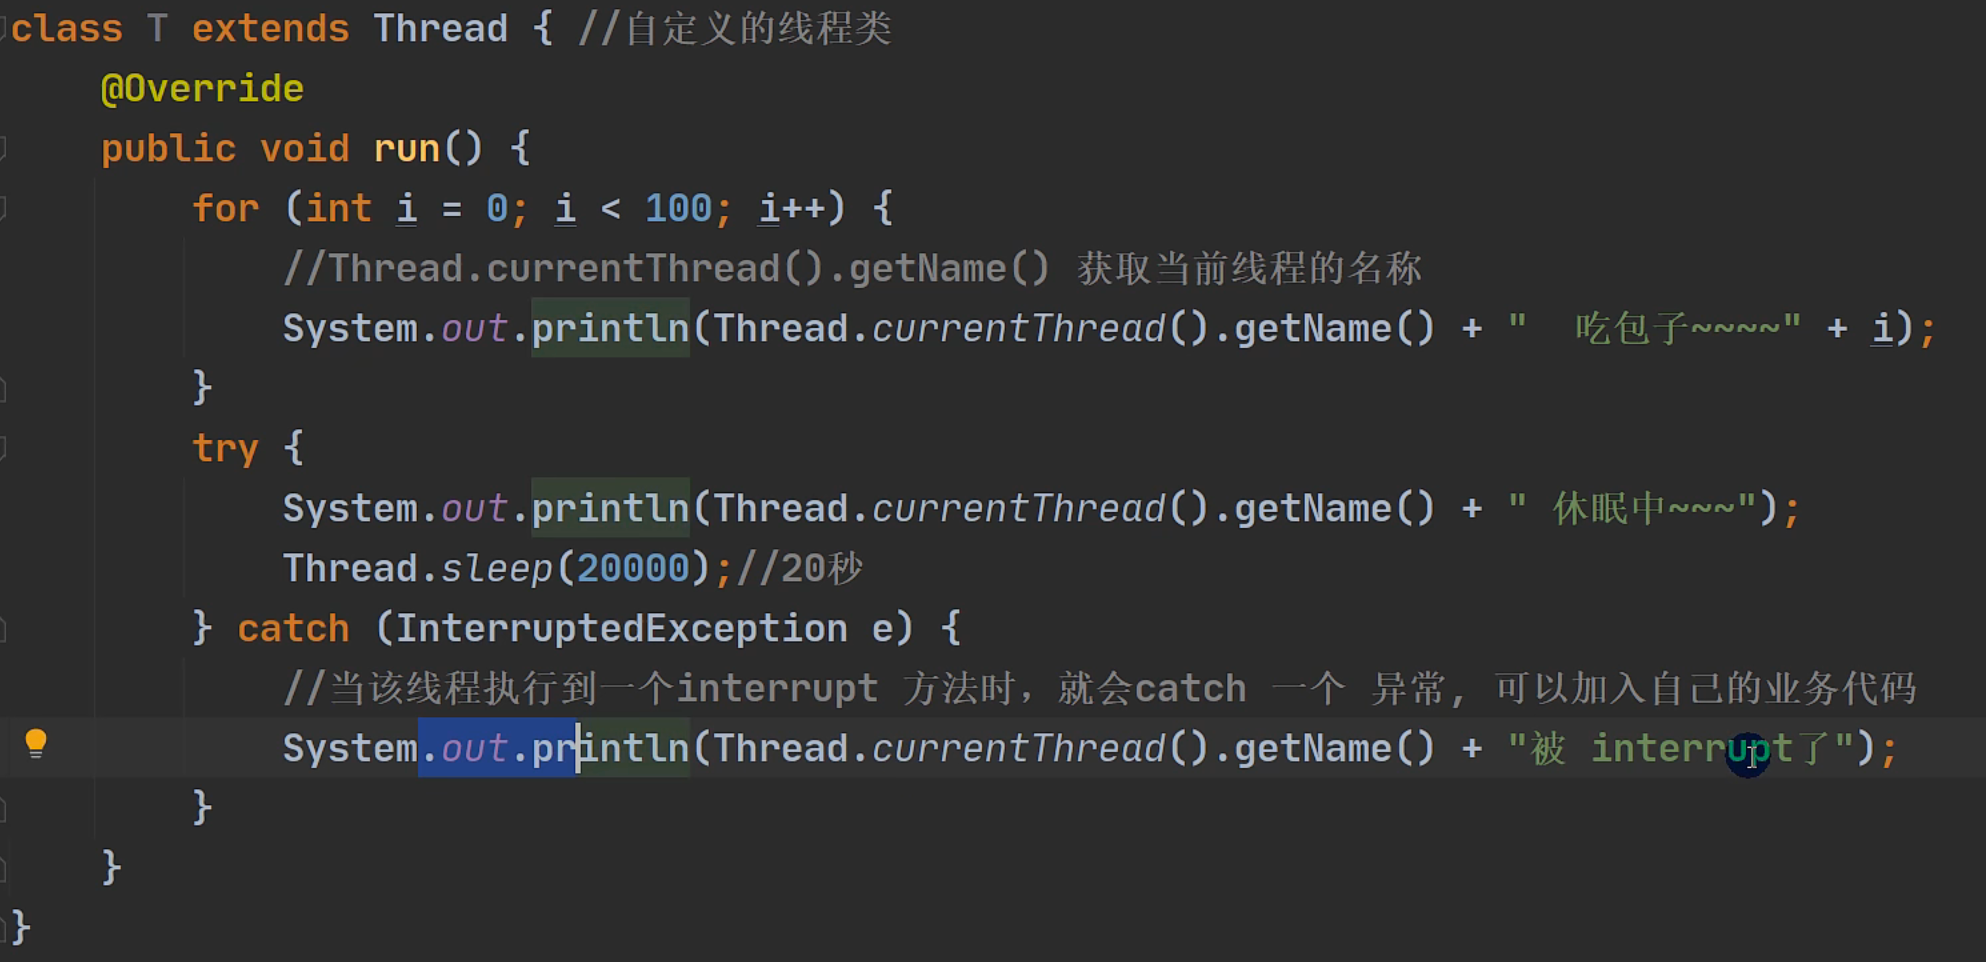 class T extends Thread { //自定义的线程类
@Override
public void run() {
for (int i = 0; i < 100; i++) {
//Thread.currentThread().getName() 获取当前线程的名称
System.out.println(Thread.currentThread().getName() + "  吃包子~~~~" + i);
}
try {
System.out.println(Thread.currentThread().getName() + " 休眠中~~~");
Thread.sleep(20000);//20秒
} catch (InterruptedException e) {
//当该线程执行到一个interrupt 方法时，就会catch 一个 异常, 可以加入自己的业务代码
System.out.println(Thread.currentThread().getName() + "被 interrupt了");
}
}
}